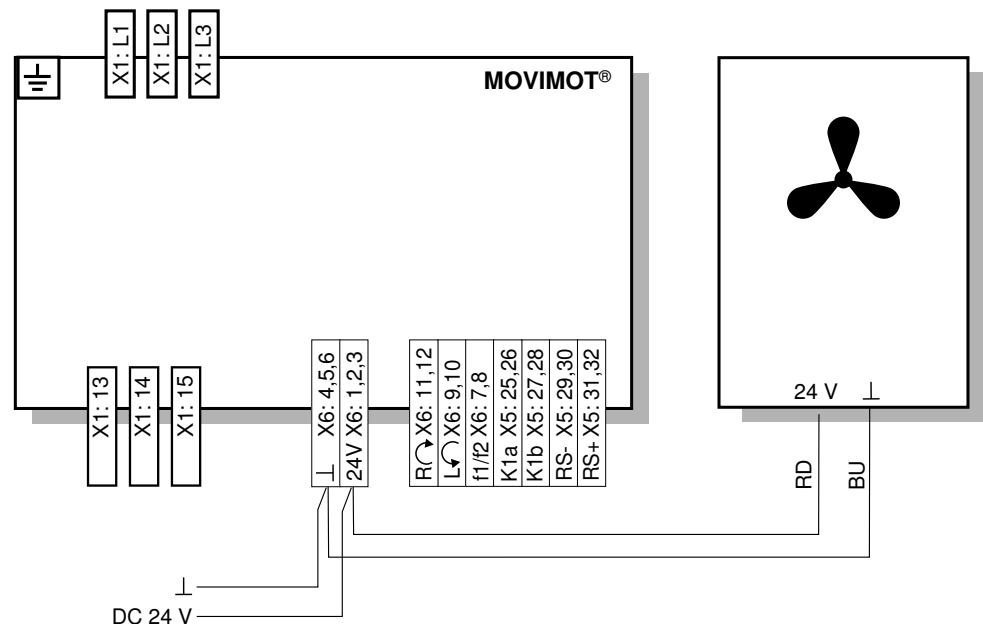 X1: L1
X1: L2
X1: L3
MOVIMOT®
X1: 13
X1: 14
X1: 15
⊥ X6: 4,5,6
24V X6: 1,2,3
R↷ X6: 11,12
L↶ X6: 9,10
f1/f2 X6: 7,8
K1a X5: 25,26
K1b X5: 27,28
RS- X5: 29,30
RS+ X5: 31,32
24 V ⊥
RD
BU
⊥
DC 24 V